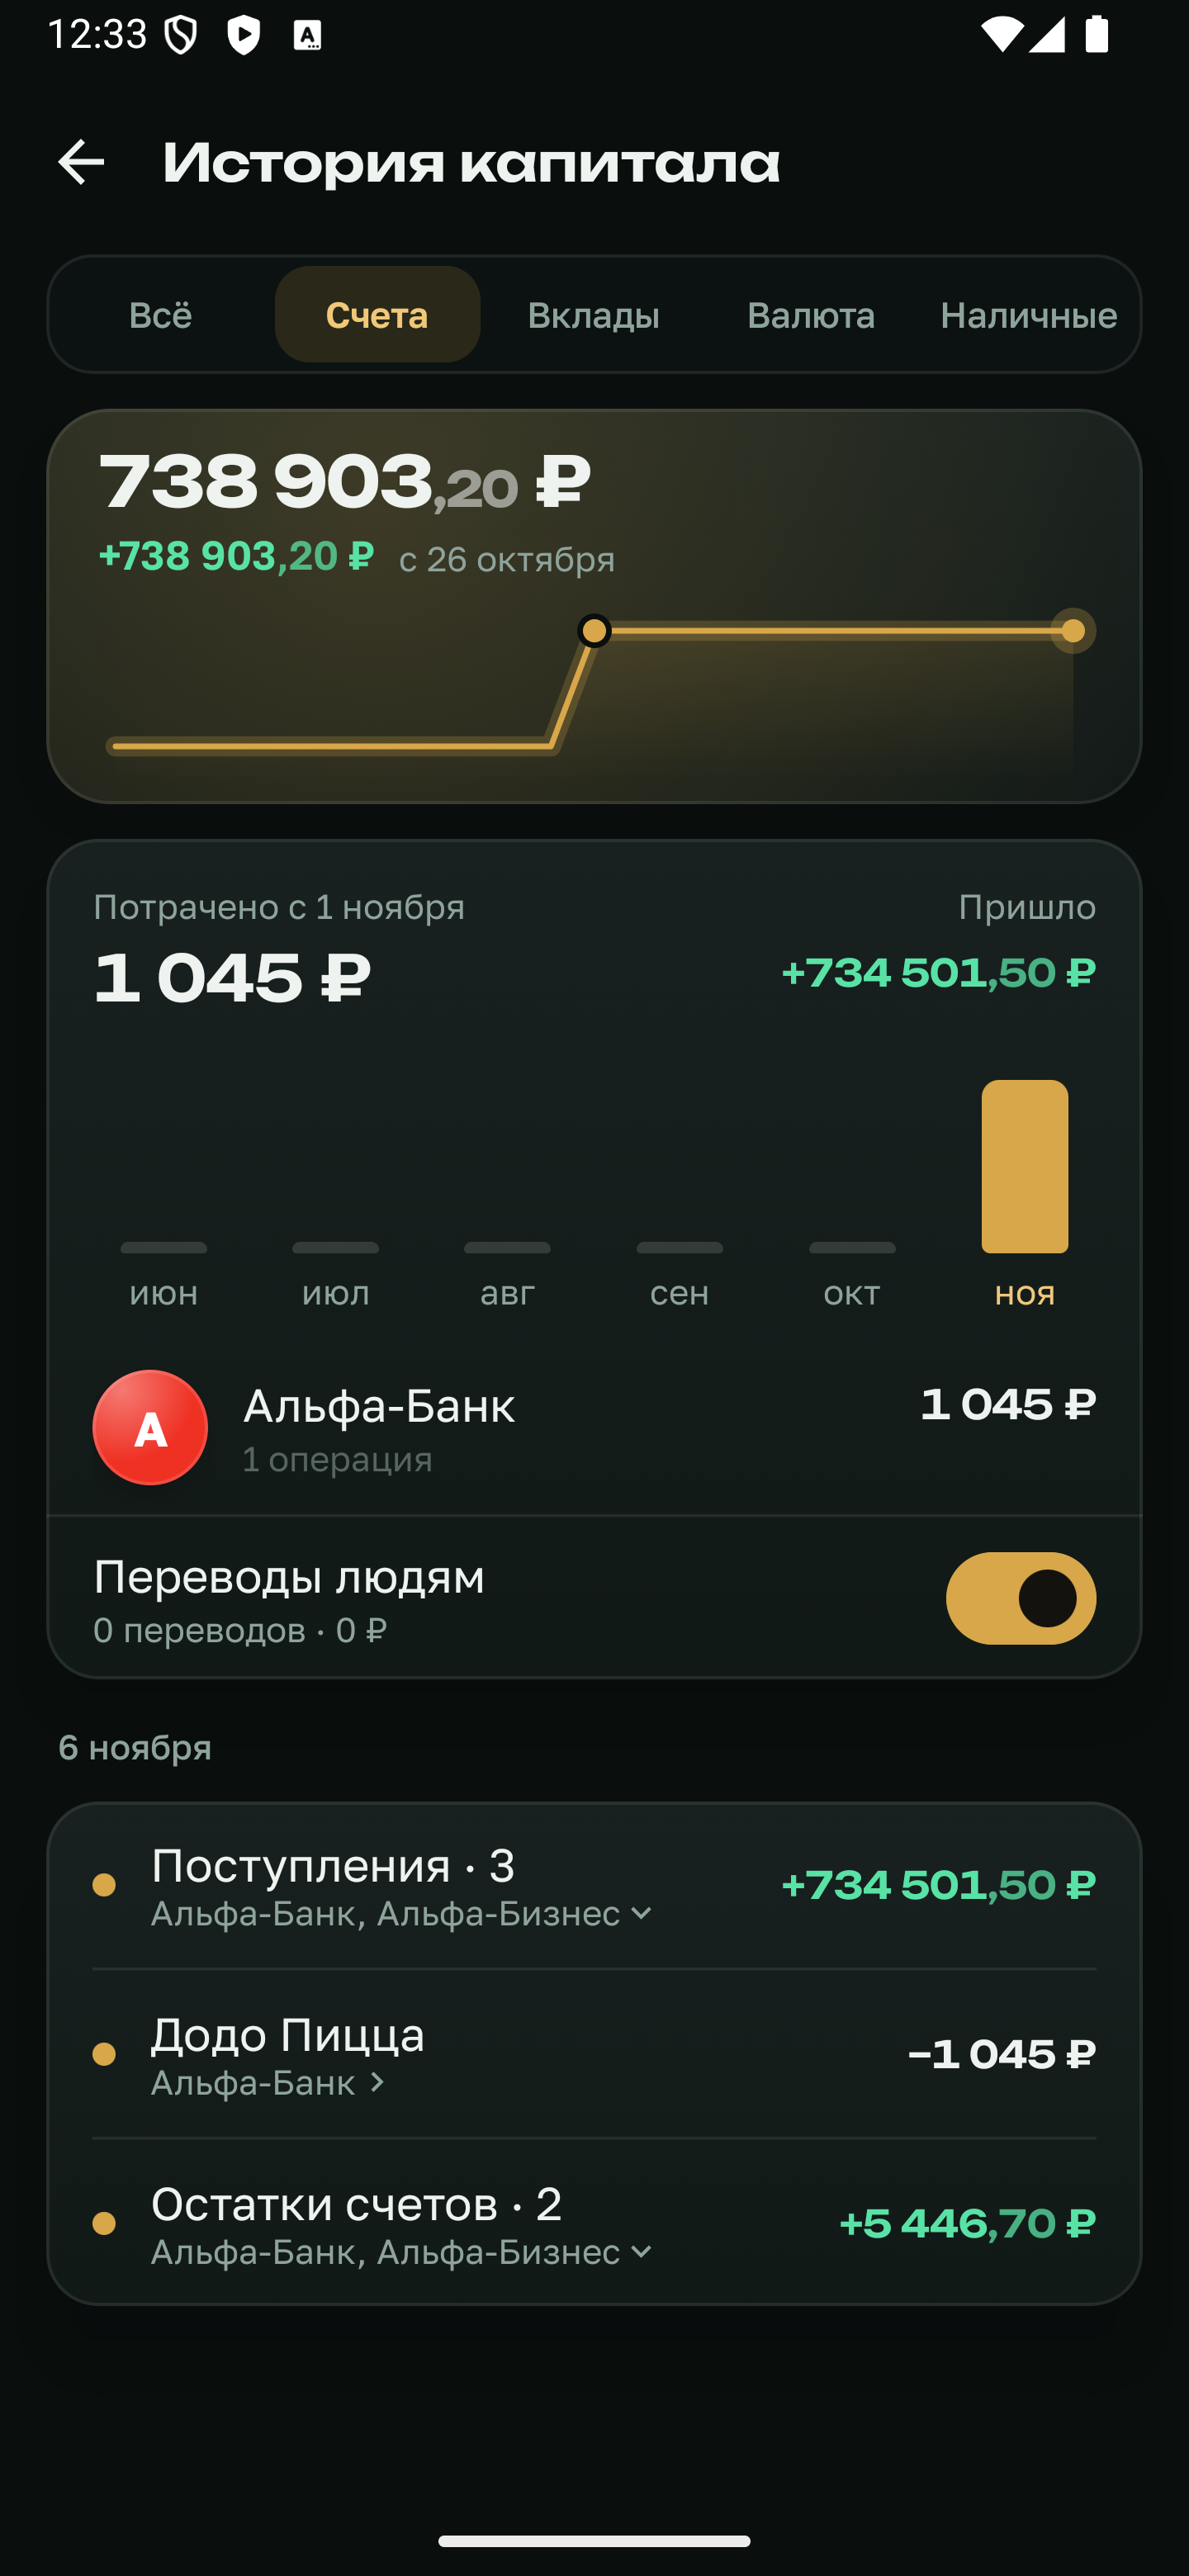 12:33
История капитала
Всё Счета Вклады Валюта Наличные
738 903,20 ₽
+738 903,20 ₽ с 26 октября
Потрачено с 1 ноября Пришло
1 045 ₽ +734 501,50 ₽
июн июл авг сен окт ноя
A Альфа-Банк 1 045 ₽
1 операция
Переводы людям
0 переводов · 0 ₽
6 ноября
Поступления · 3 +734 501,50 ₽
Альфа-Банк, Альфа-Бизнес
Додо Пицца −1 045 ₽
Альфа-Банк
Остатки счетов · 2 +5 446,70 ₽
Альфа-Банк, Альфа-Бизнес